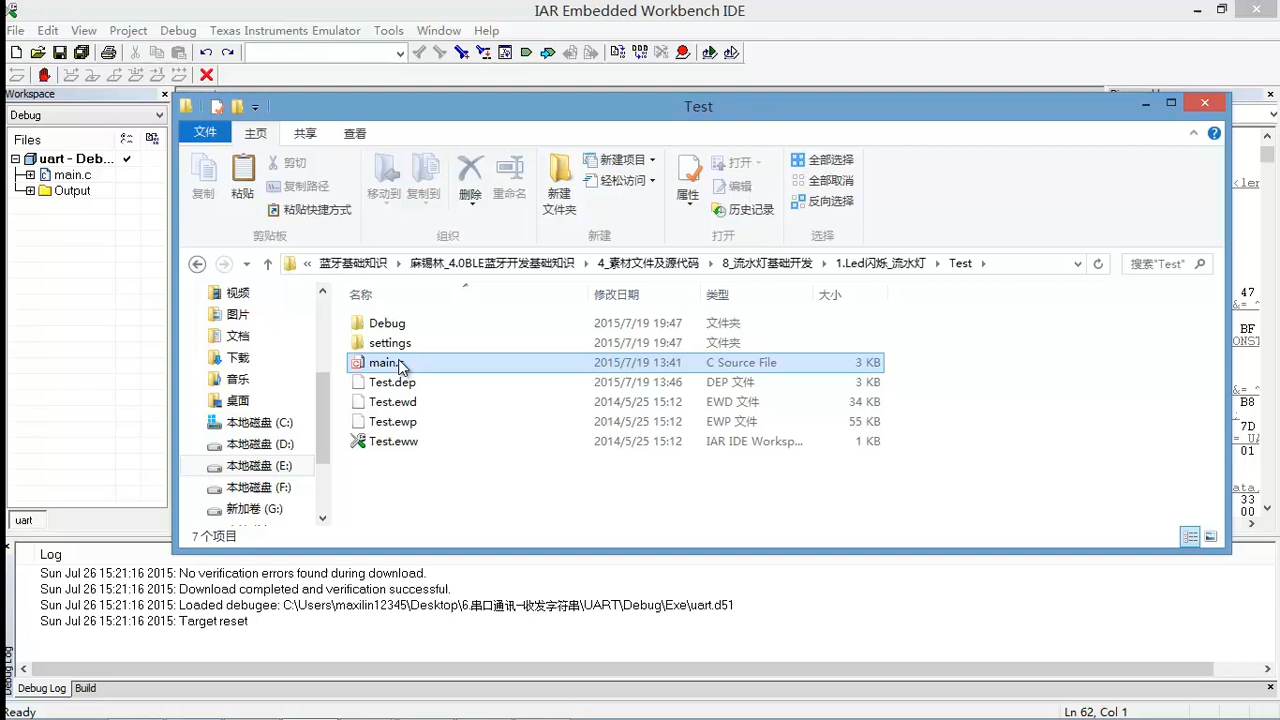 IAR Embedded Workbench IDE
File Edit View Project Debug Texas Instruments Emulator Tools Window Help
Workspace
Debug
Files
uart - Deb...
main.c
Output
uart
Test
文件 主页 共享 查看
复制 粘贴 剪切 复制路径 粘贴快捷方式 移动到 复制到 删除 重命名 新建文件夹 新建项目 轻松访问 属性 打开 编辑 历史记录 全部选择 全部取消 反向选择
剪贴板 组织 新建 打开 选择
« 蓝牙基础知识 麻锡林_4.0BLE蓝牙开发基础知识 4_素材文件及源代码 8_流水灯基础开发 1.Led闪烁_流水灯 Test 搜索"Test"
名称 修改日期 类型 大小
Debug 2015/7/19 19:47 文件夹
settings 2015/7/19 19:47 文件夹
main. 2015/7/19 13:41 C Source File 3 KB
Test.dep 2015/7/19 13:46 DEP 文件 3 KB
Test.ewd 2014/5/25 15:12 EWD 文件 34 KB
Test.ewp 2014/5/25 15:12 EWP 文件 55 KB
Test.eww 2014/5/25 15:12 IAR IDE Worksp... 1 KB
视频
图片
文档
下载
音乐
桌面
本地磁盘 (C:)
本地磁盘 (D:)
本地磁盘 (E:)
本地磁盘 (F:)
新加卷 (G:)
7 个项目
<ler
47
BF
B8
01
33
00
Log
Sun Jul 26 15:21:16 2015: No verification errors found during download.
Sun Jul 26 15:21:16 2015: Download completed and verification successful.
Sun Jul 26 15:21:16 2015: Loaded debugee: C:\Users\maxilin12345\Desktop\6.串口通讯-收发字符串\UART\Debug\Exe\uart.d51
Sun Jul 26 15:21:16 2015: Target reset
Debug Log
Debug Log Build
Ready Ln 62, Col 1